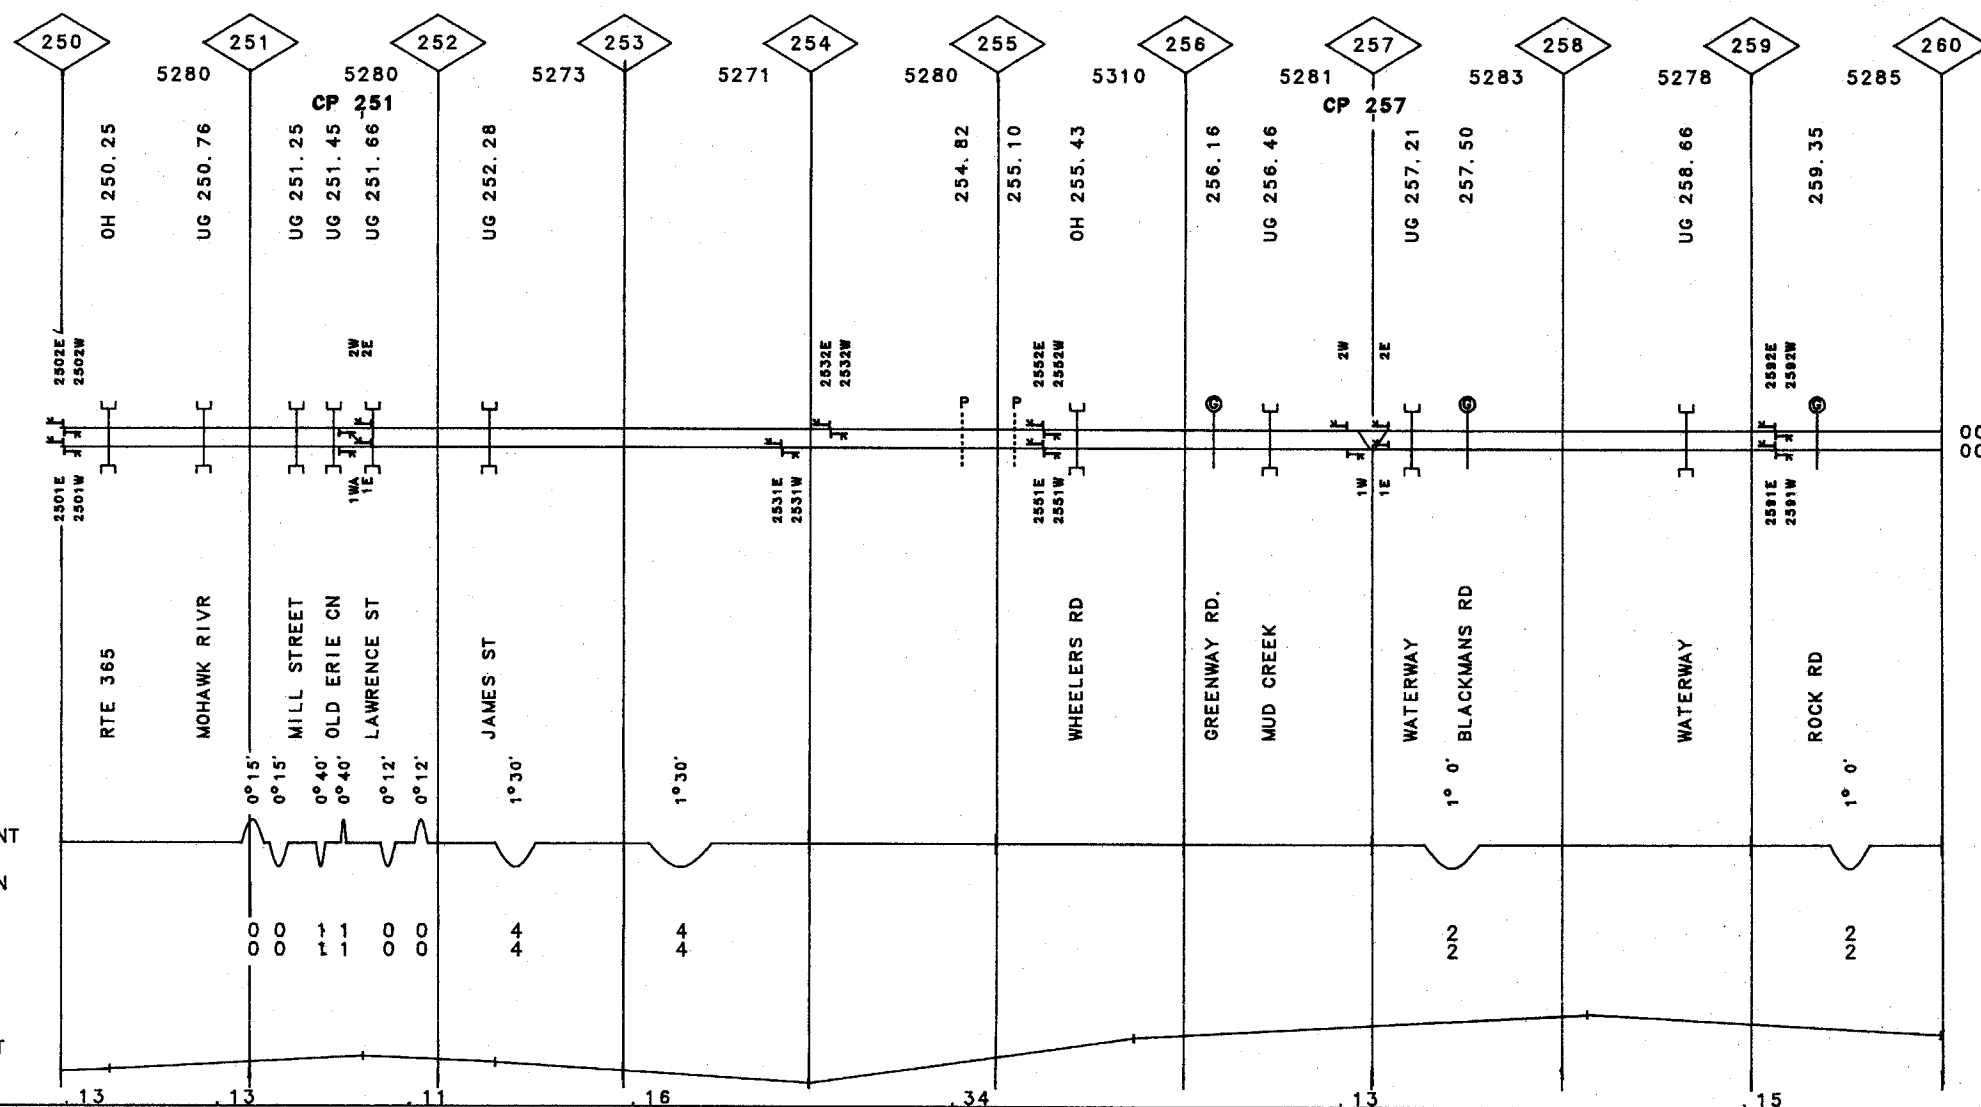 250 251 252 253 254 255 256 257 258 259 260
5280 5280 5273 5271 5280 5310 5281 5283 5278 5285
CP 251 CP 257
OH 250.25
UG 250.76
UG 251.25
UG 251.45
UG 251.66
UG 252.28
254.82
255.10
OH 255.43
256.16
UG 256.46
UG 257.21
257.50
UG 258.66
259.35
2502E
2502W
2W
2E
2532E
2532W
2552E
2552W
2W
2E
2592E
2592W
P P G G G
2501E
2501W
1WA
1E
2531E
2531W
2551E
2551W
1W
1E
2591E
2591W
RTE 365
MOHAWK RIVR
MILL STREET
OLD ERIE CN
LAWRENCE ST
JAMES ST
WHEELERS RD
GREENWAY RD.
MUD CREEK
WATERWAY
BLACKMANS RD
WATERWAY
ROCK RD
0°15'
0°15'
0°40'
0°40'
0°12'
0°12'
1°30'
1°30'
1° 0'
1° 0'
NT
N
0 0 1 1 0 0 4 4 2 2
0 0 1 1 0 0 4 4 2 2
T
.13 .13 .11 .16 .34 .13 .15